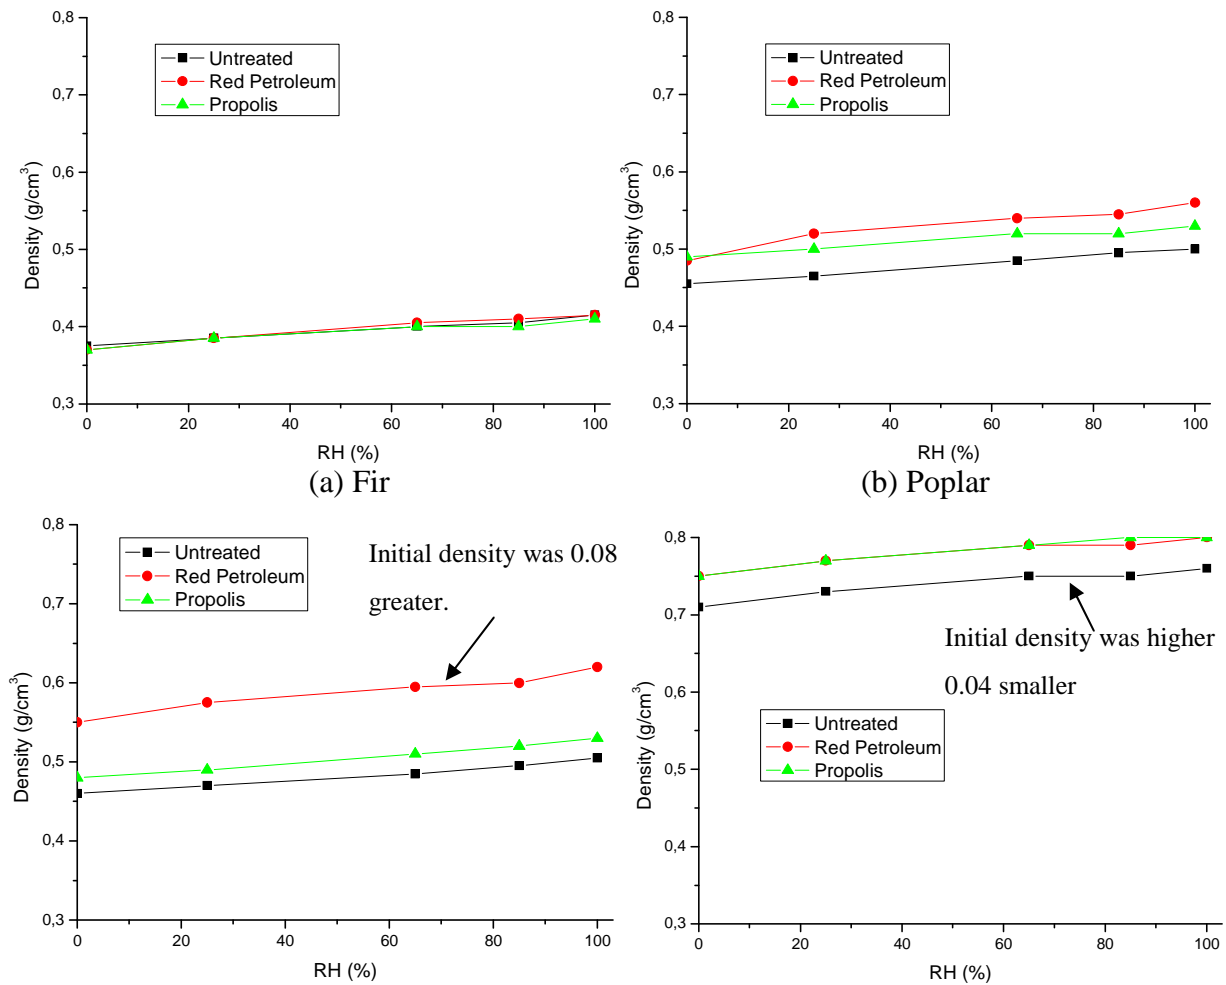 0,8
0,7
0,6
0,5
0,4
0,3
Density (g/cm³)
Untreated
Red Petroleum
Propolis
0 20 40 60 80 100
RH (%)
(a) Fir
0,8
0,7
0,6
0,5
0,4
0,3
Density (g/cm³)
Untreated
Red Petroleum
Propolis
0 20 40 60 80 100
RH (%)
(b) Poplar
0,8
0,7
0,6
0,5
0,4
0,3
Density (g/cm³)
Untreated
Red Petroleum
Propolis
Initial density was 0.08
greater.
0 20 40 60 80 100
RH (%)
0,8
0,7
0,6
0,5
0,4
0,3
Density (g/cm³)
Initial density was higher
0.04 smaller
Untreated
Red Petroleum
Propolis
0 20 40 60 80 100
RH (%)